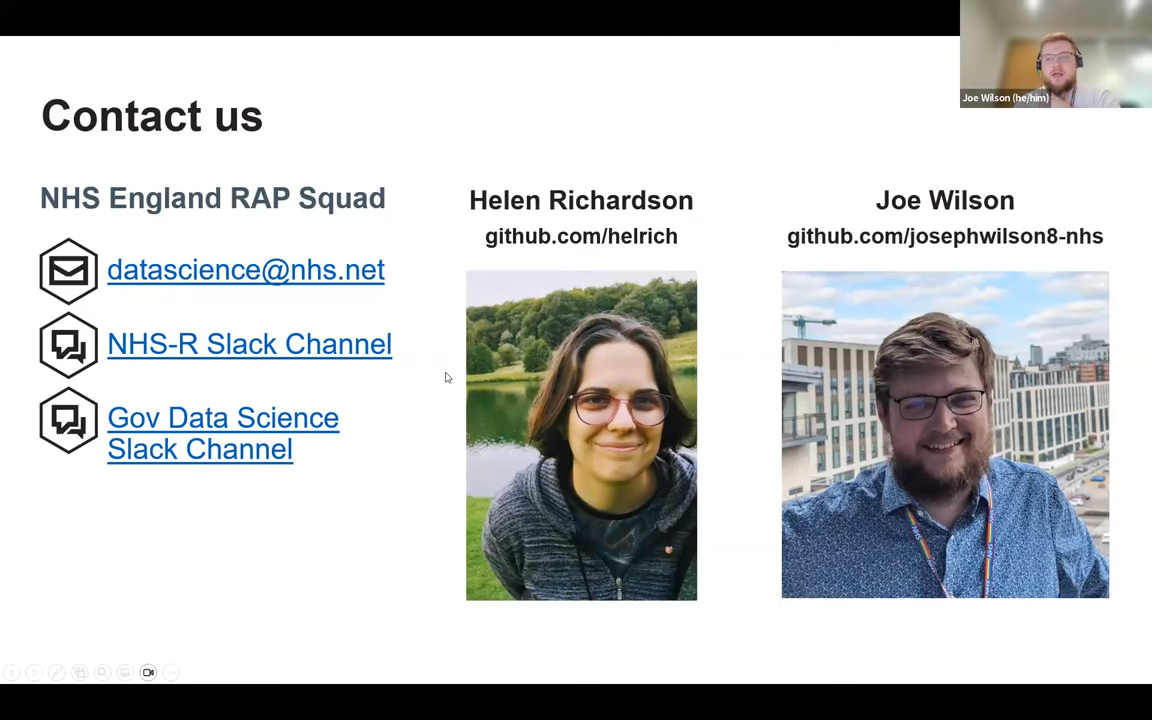 Joe Wilson (he/him)
Contact us
NHS England RAP Squad
datascience@nhs.net
NHS-R Slack Channel
Gov Data Science
Slack Channel
Helen Richardson
github.com/helrich
Joe Wilson
github.com/josephwilson8-nhs